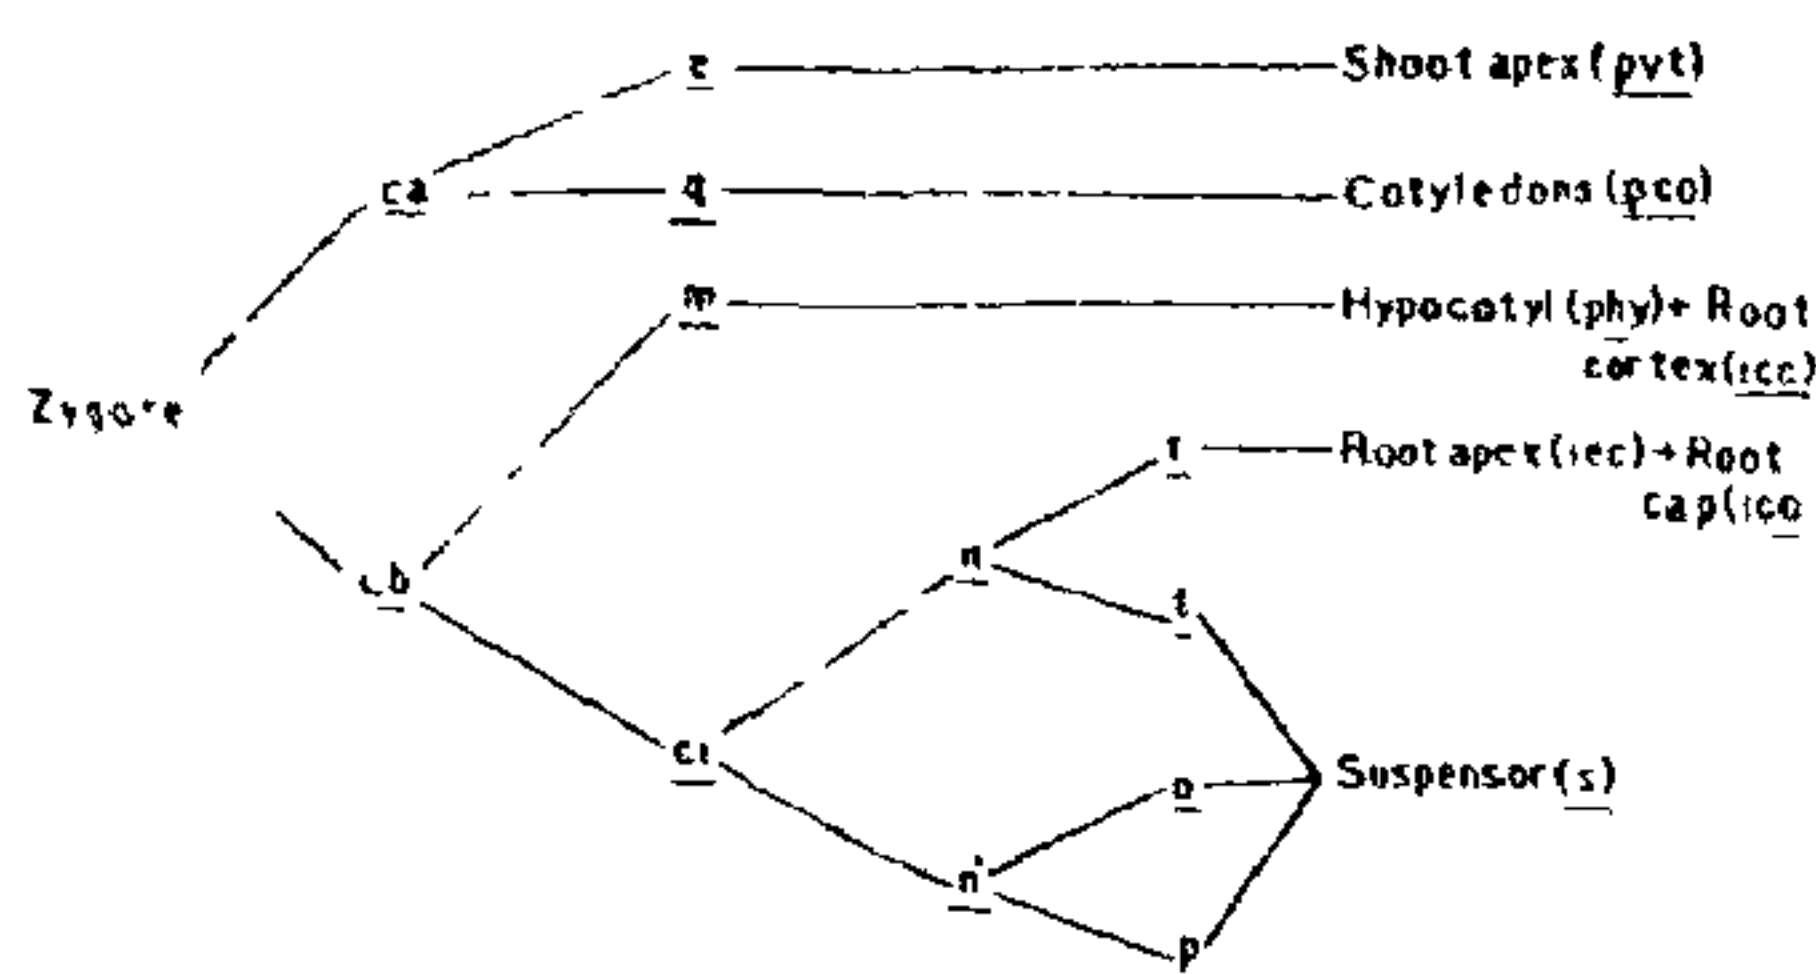 e
Shoot apex (pvt)
ca
q
Cotyledons (pco)
m
Hypocotyl (phy) + Root
cortex (icc)
Zygote
Root apex (iec) + Root
cap (ico
n
t
cb
ci
Suspensor (s)
o
n'
p